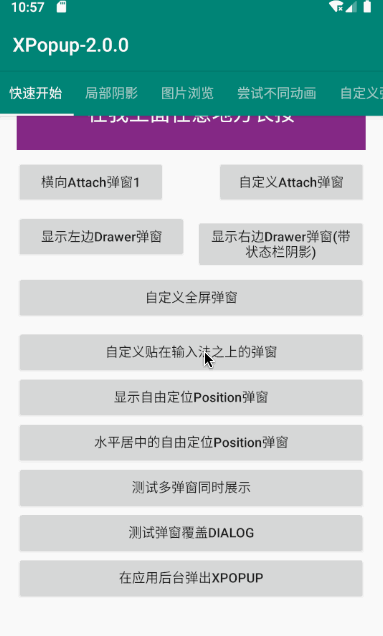 10:57
XPopup-2.0.0
快速开始 局部阴影 图片浏览 尝试不同动画 自定义
横向Attach弹窗1 自定义Attach弹窗
显示左边Drawer弹窗 显示右边Drawer弹窗(带
状态栏阴影)
自定义全屏弹窗
自定义贴在输入法之上的弹窗
显示自由定位Position弹窗
水平居中的自由定位Position弹窗
测试多弹窗同时展示
测试弹窗覆盖DIALOG
在应用后台弹出XPOPUP